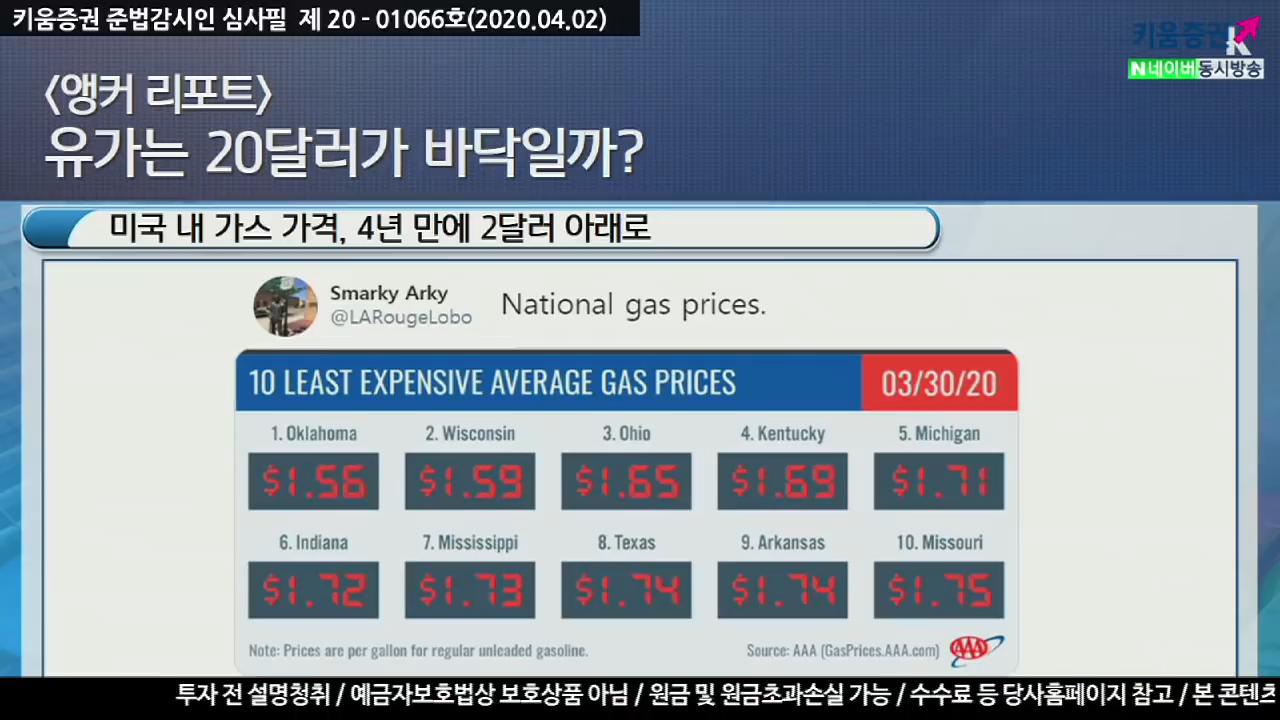 키움증권 준법감시인 심사필 제 20 - 01066호(2020.04.02)
키움증권
N 네이버 동시방송
<앵커 리포트>
유가는 20달러가 바닥일까?
미국 내 가스 가격, 4년 만에 2달러 아래로
Smarky Arky
@LARougeLobo
National gas prices.
10 LEAST EXPENSIVE AVERAGE GAS PRICES 03/30/20
1. Oklahoma 2. Wisconsin 3. Ohio 4. Kentucky 5. Michigan
$1.56 $1.59 $1.65 $1.69 $1.71
6. Indiana 7. Mississippi 8. Texas 9. Arkansas 10. Missouri
$1.72 $1.73 $1.74 $1.74 $1.75
Note: Prices are per gallon for regular unleaded gasoline. Source: AAA (GasPrices.AAA.com) AAA
투자 전 설명청취 / 예금자보호법상 보호상품 아님 / 원금 및 원금초과손실 가능 / 수수료 등 당사홈페이지 참고 / 본 콘텐츠